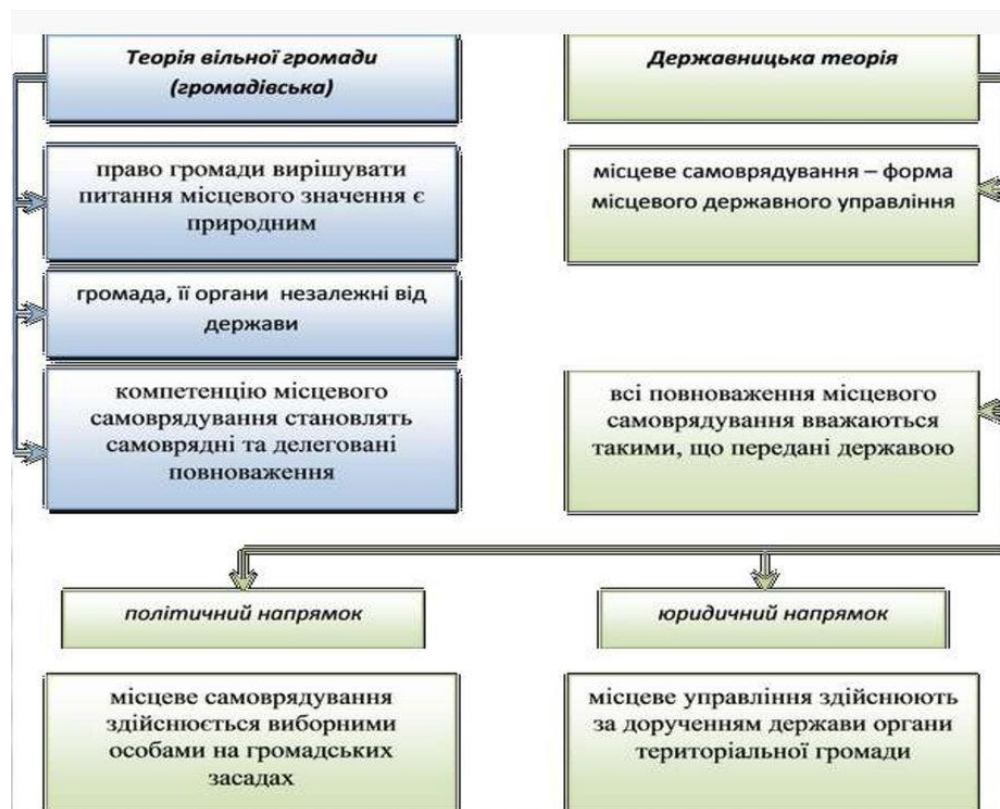 Теорія вільної громади
(громадівська)
право громади вирішувати
питання місцевого значення є
природним
громада, її органи незалежні від
держави
компетенцію місцевого
самоврядування становлять
самоврядні та делеговані
повноваження
Державницька теорія
місцеве самоврядування – форма
місцевого державного управління
всі повноваження місцевого
самоврядування вважаються
такими, що передані державою
політичний напрямок
місцеве самоврядування
здійснюється виборними
особами на громадських
засадах
юридичний напрямок
місцеве управління здійснюють
за дорученням держави органи
територіальної громади